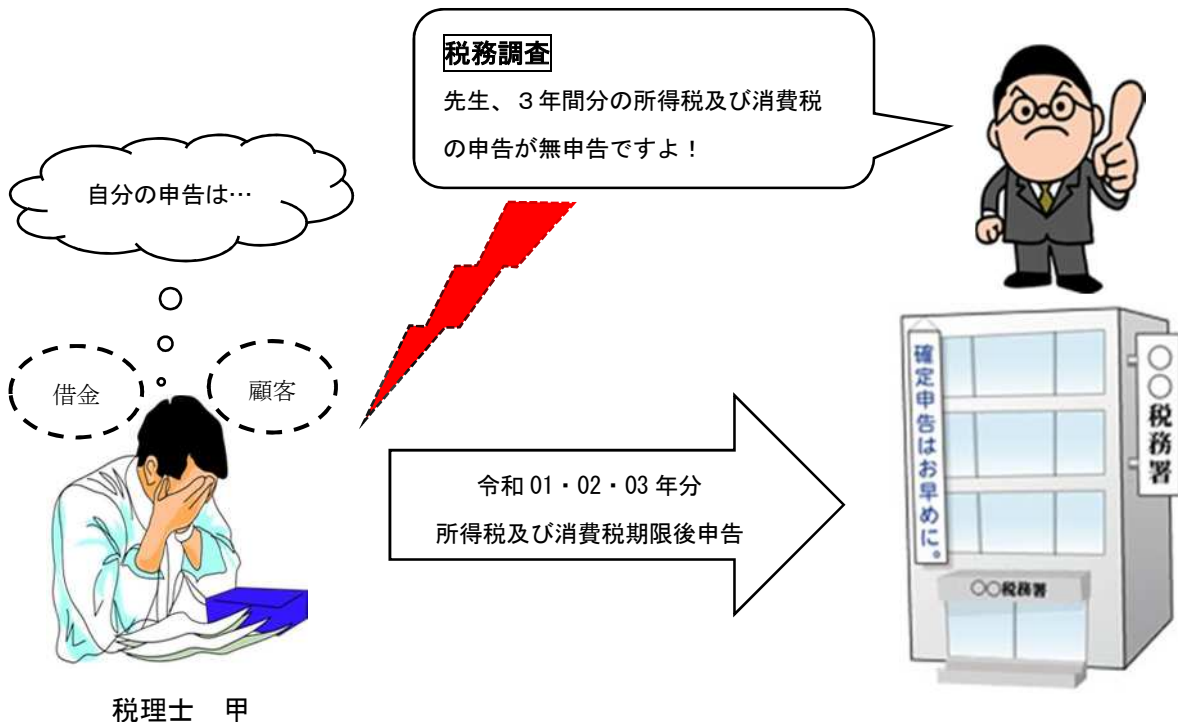 税務調査
先生、3年間分の所得税及び消費税
の申告が無申告ですよ！
自分の申告は…
借金
顧客
令和01・02・03年分
所得税及び消費税期限後申告
確定申告はお早めに。
○○税務署
○○税務署
税理士　甲